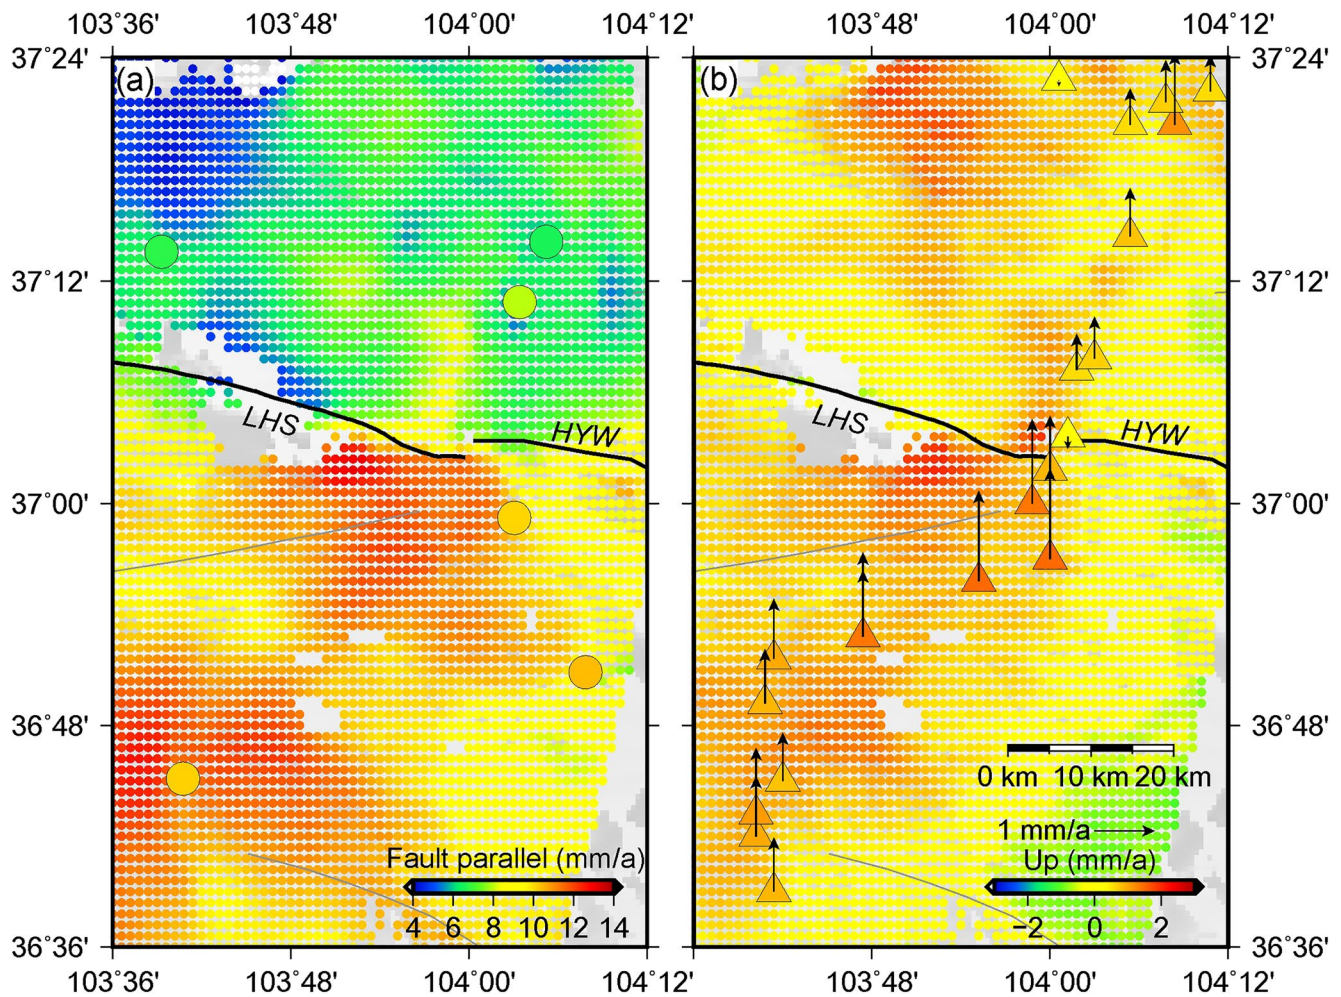 103˚36' 103˚48' 104˚00' 104˚12' 103˚48' 104˚00' 104˚12'
37˚24' (a) (b) 37˚24'
37˚12' 37˚12'
LHS HYW LHS HYW
37˚00' 37˚00'
36˚48' 36˚48'
0 km 10 km 20 km
1 mm/a
Fault parallel (mm/a) Up (mm/a)
4 6 8 10 12 14 −2 0 2
36˚36' 36˚36'
103˚36' 103˚48' 104˚00' 104˚12' 103˚48' 104˚00' 104˚12'